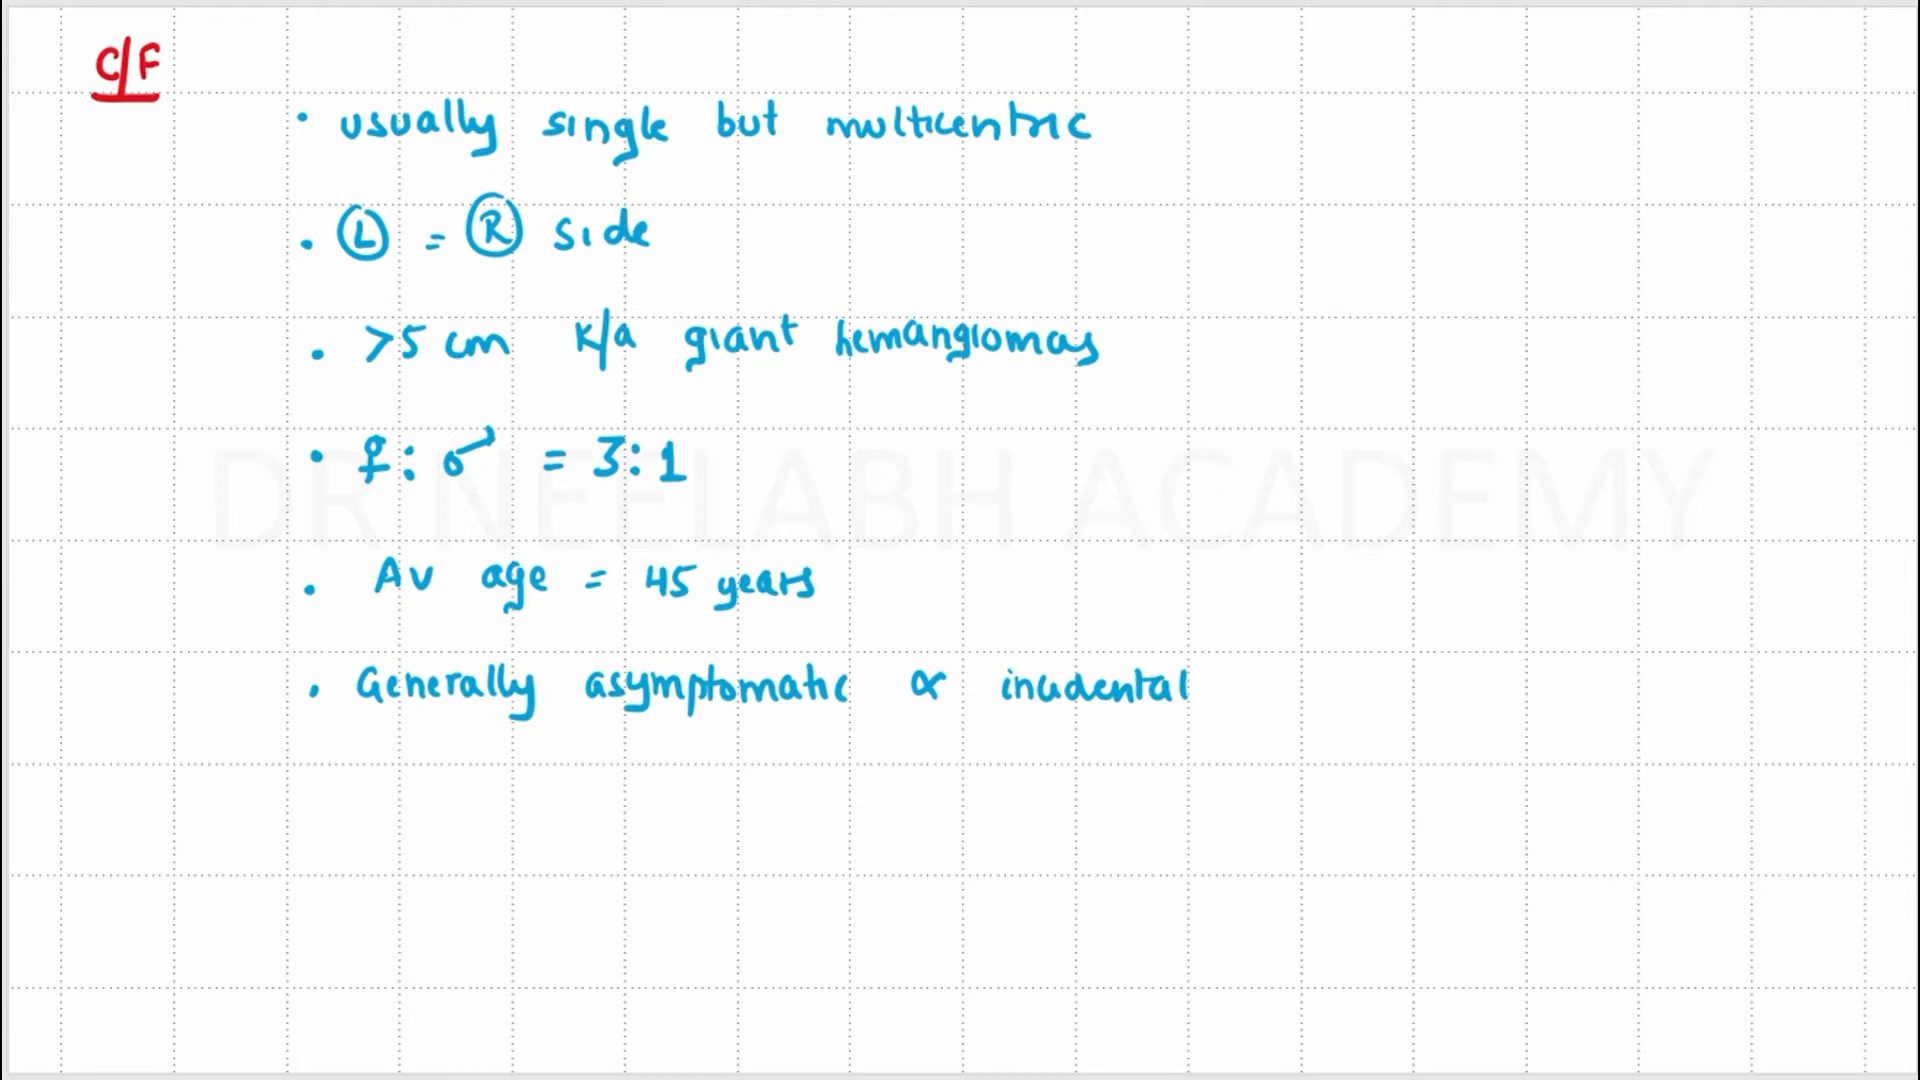 C/F
• usually single but multicentric
• Ⓛ = Ⓡ side
• >5 cm k/a giant hemangiomas
• ♀ : ♂ = 3:1
DR NEELABH ACADEMY
• Av age = 45 years
• Generally asymptomatic & incidental